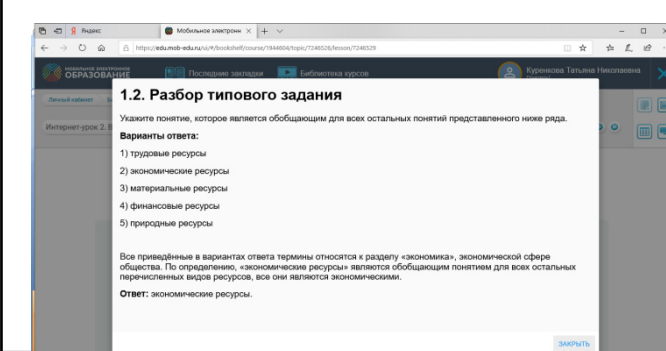 Яндекс
Мобильное электронн
https://edu.mob-edu.ru/ui/#/bookshelf/course/1944604/topic/7246528/lesson/7246529
МОБИЛЬНОЕ ЭЛЕКТРОННОЕ
ОБРАЗОВАНИЕ
Последние закладки
Библиотека курсов
Куренкова Татьяна Николаевна
Личный кабинет
Интернет-урок 2. В
1.2. Разбор типового задания
Укажите понятие, которое является обобщающим для всех остальных понятий представленного ниже ряда.
Варианты ответа:
1) трудовые ресурсы
2) экономические ресурсы
3) материальные ресурсы
4) финансовые ресурсы
5) природные ресурсы
Все приведённые в вариантах ответа термины относятся к разделу «экономика», экономической сфере
общества. По определению, «экономические ресурсы» являются обобщающим понятием для всех остальных
перечисленных видов ресурсов, все они являются экономическими.
Ответ: экономические ресурсы.
ЗАКРЫТЬ